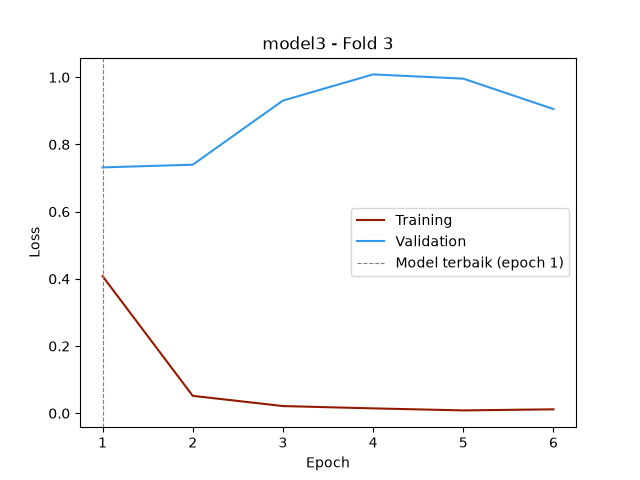 model3 - Fold 3
1.0
0.8
0.6
0.4
0.2
0.0
Loss
Training
Validation
Model terbaik (epoch 1)
1 2 3 4 5 6
Epoch